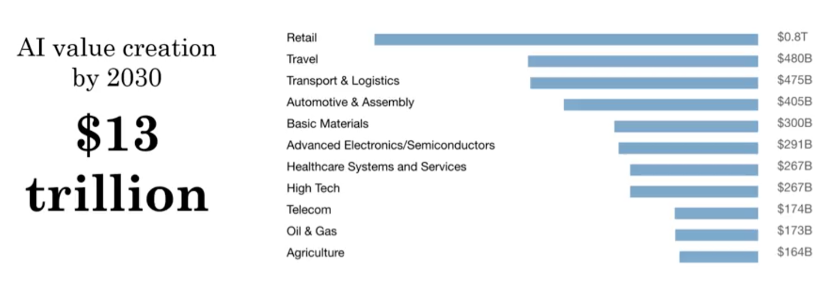 AI value creation
by 2030
$13
trillion
Retail $0.8T
Travel $480B
Transport & Logistics $475B
Automotive & Assembly $405B
Basic Materials $300B
Advanced Electronics/Semiconductors $291B
Healthcare Systems and Services $267B
High Tech $267B
Telecom $174B
Oil & Gas $173B
Agriculture $164B